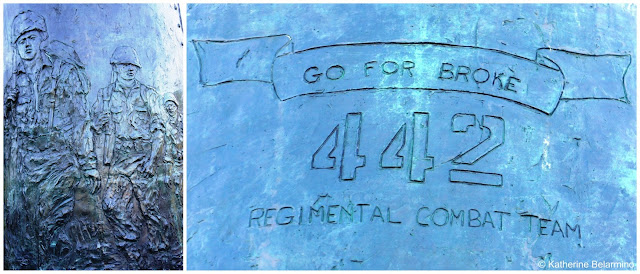 GO FOR BROKE
442
REGIMENTAL COMBAT TEAM
© Katherine Belarmino